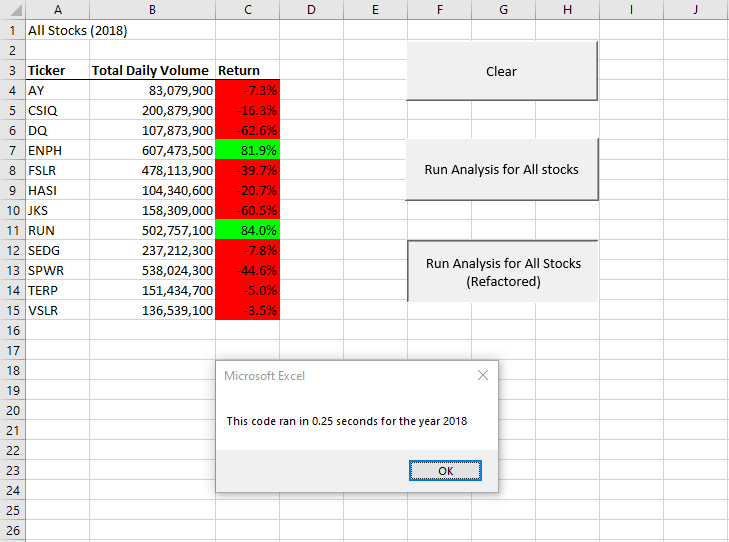 A B C D E F G H I J
1 All Stocks (2018)
2
3 Ticker Total Daily Volume Return
4 AY 83,079,900 -7.3%
5 CSIQ 200,879,900 -16.3%
6 DQ 107,873,900 -62.6%
7 ENPH 607,473,500 81.9%
8 FSLR 478,113,900 -39.7%
9 HASI 104,340,600 -20.7%
10 JKS 158,309,000 -60.5%
11 RUN 502,757,100 84.0%
12 SEDG 237,212,300 -7.8%
13 SPWR 538,024,300 -44.6%
14 TERP 151,434,700 -5.0%
15 VSLR 136,539,100 -3.5%
16
17
18
19
20
21
22
23
24
25
26
Clear
Run Analysis for All stocks
Run Analysis for All Stocks
(Refactored)
Microsoft Excel
This code ran in 0.25 seconds for the year 2018
OK